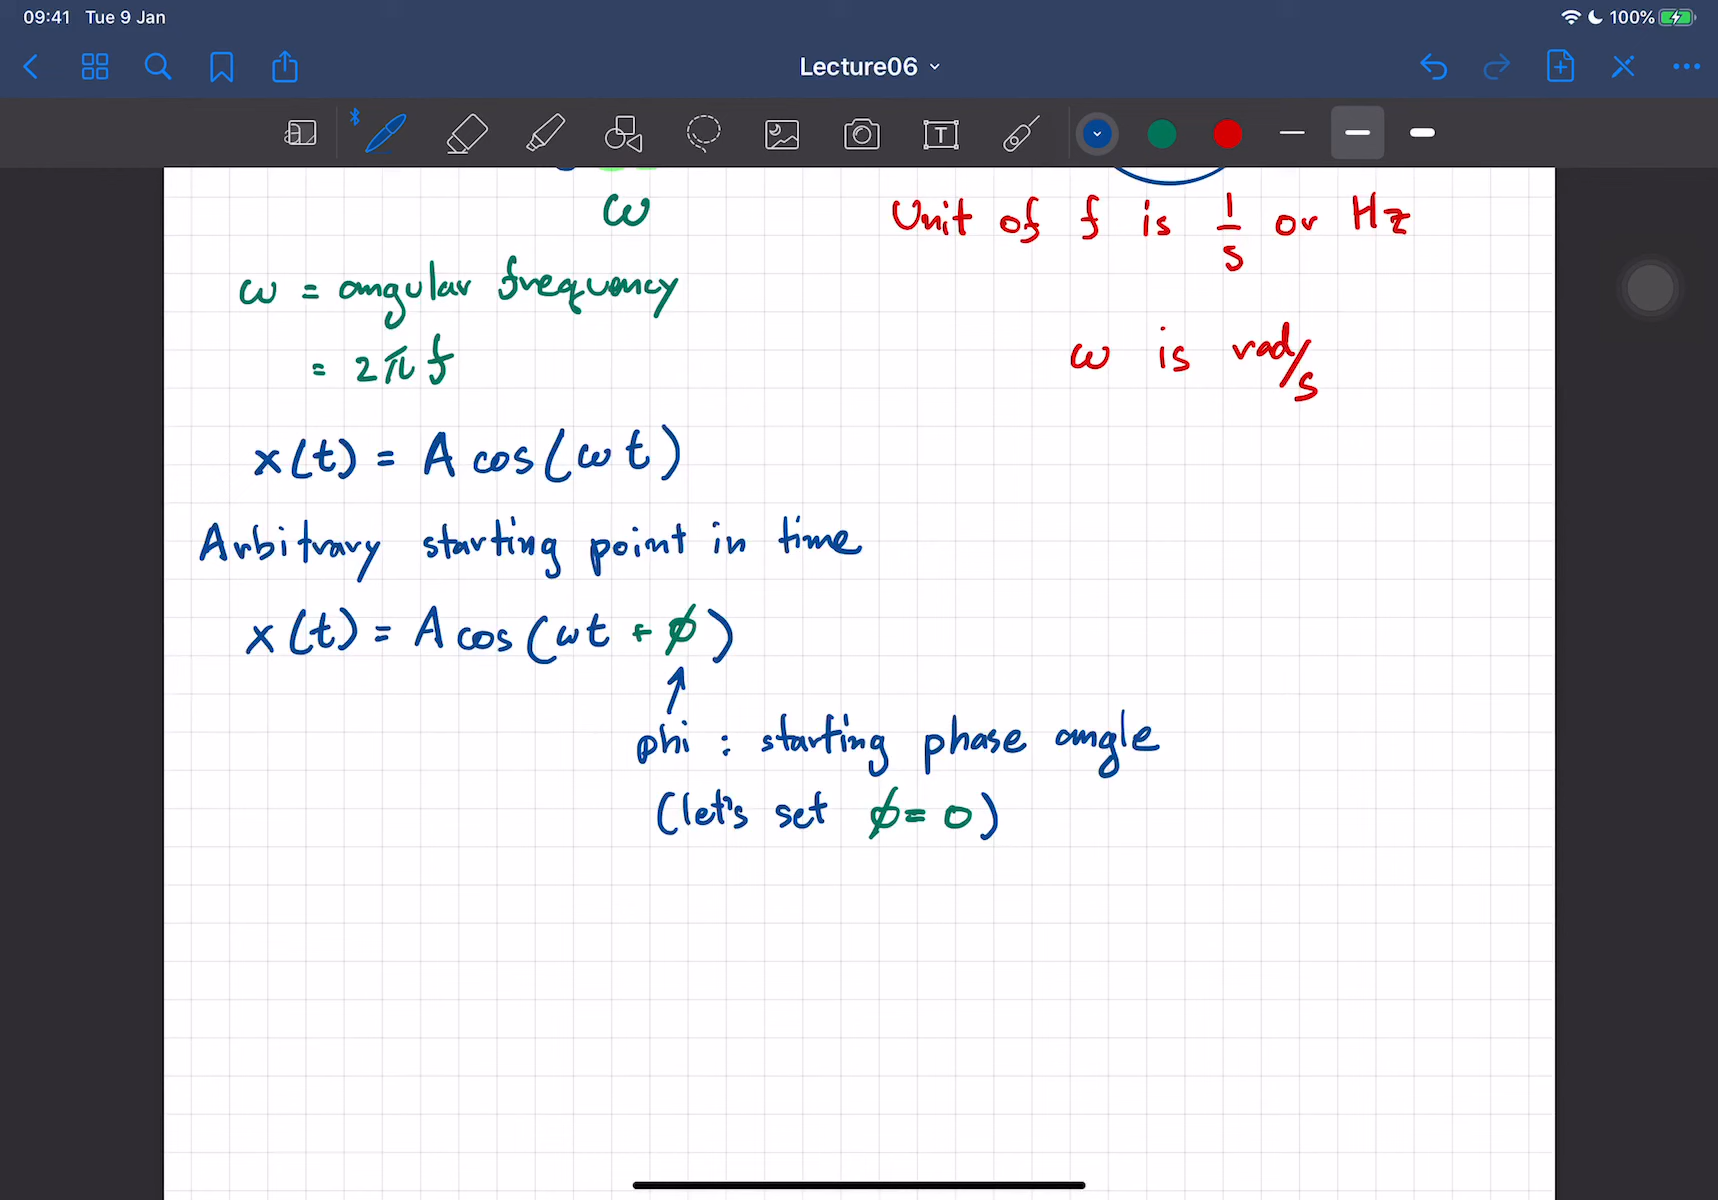 09:41 Tue 9 Jan
100%
Lecture06
ω
Unit of f is 1/s or Hz
ω = angular frequency
= 2π f
ω is rad/s
x(t) = A cos(ωt)
Arbitrary starting point in time
x(t) = A cos(ωt + ϕ)
phi : starting phase angle
(let's set ϕ = 0)